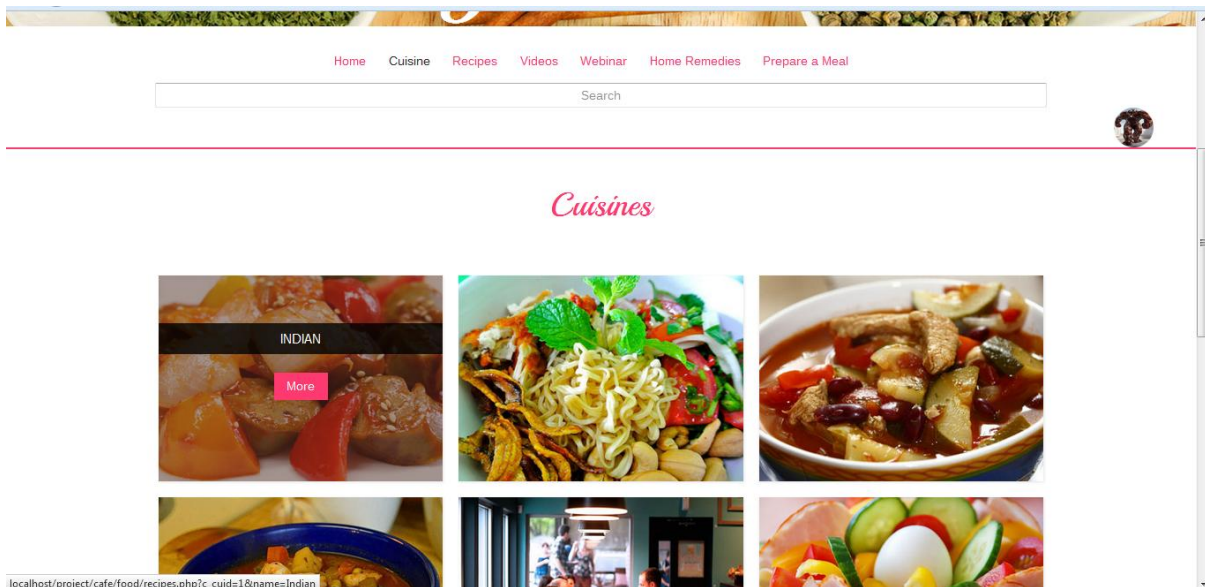 Home Cuisine Recipes Videos Webinar Home Remedies Prepare a Meal
Search
Cuisines
INDIAN
More
localhost/project/cafe/food/recipes.php?c_cuid=1&name=Indian